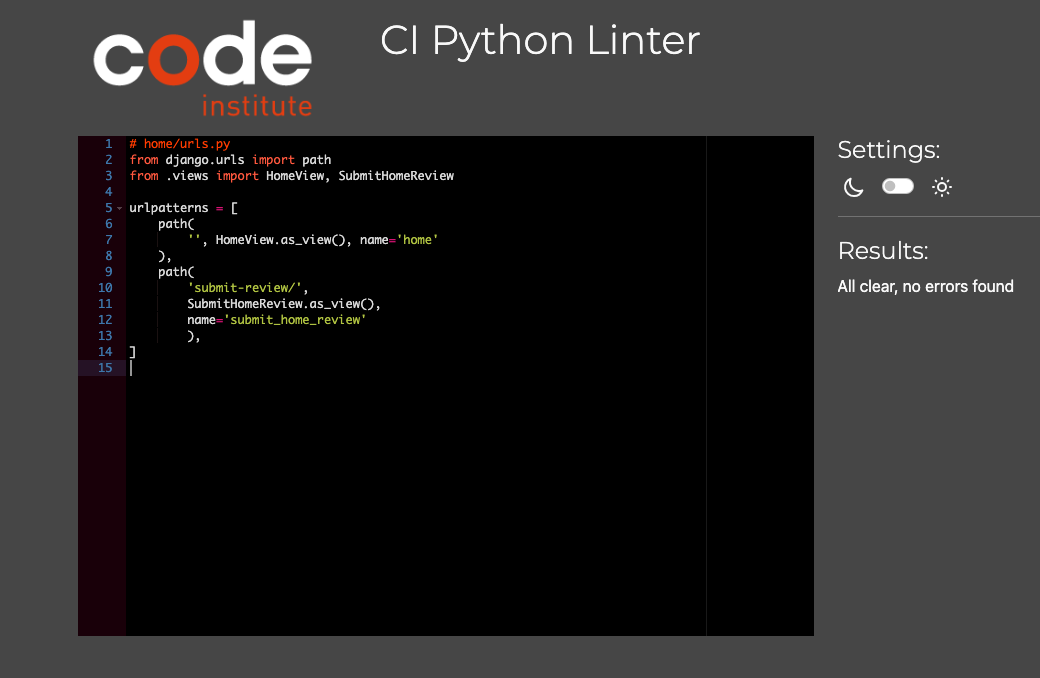 code
institute
CI Python Linter
1 # home/urls.py
2 from django.urls import path
3 from .views import HomeView, SubmitHomeReview
4
5 urlpatterns = [
6     path(
7         '', HomeView.as_view(), name='home'
8     ),
9     path(
10         'submit-review/',
11         SubmitHomeReview.as_view(),
12         name='submit_home_review'
13         ),
14 ]
15
Settings:
Results:
All clear, no errors found